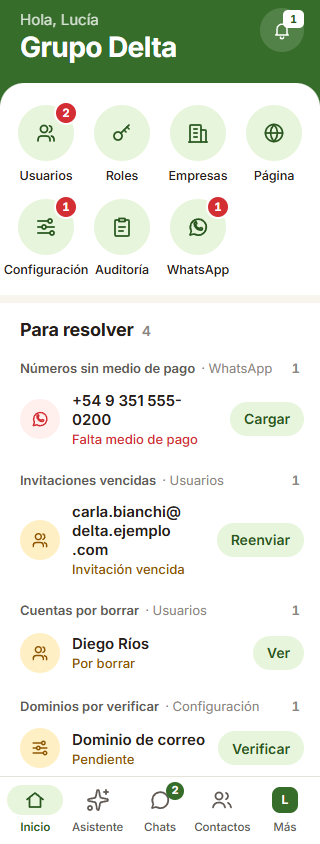 Hola, Lucía
1
Grupo Delta
2
Usuarios
Roles
Empresas
Página
1
1
Configuración
Auditoría
WhatsApp
Para resolver 4
Números sin medio de pago · WhatsApp 1
+54 9 351 555-
0200
Falta medio de pago
Cargar
Invitaciones vencidas · Usuarios 1
carla.bianchi@
delta.ejemplo
.com
Invitación vencida
Reenviar
Cuentas por borrar · Usuarios 1
Diego Ríos
Por borrar
Ver
Dominios por verificar · Configuración 1
Dominio de correo
Pendiente
Verificar
2
L
Inicio
Asistente
Chats
Contactos
Más